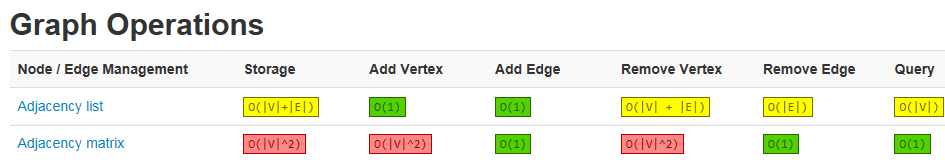 Graph Operations
Node / Edge Management Storage Add Vertex Add Edge Remove Vertex Remove Edge Query
Adjacency list O(|V|+|E|) O(1) O(1) O(|V| + |E|) O(|E|) O(|V|)
Adjacency matrix O(|V|^2) O(|V|^2) O(1) O(|V|^2) O(1) O(1)